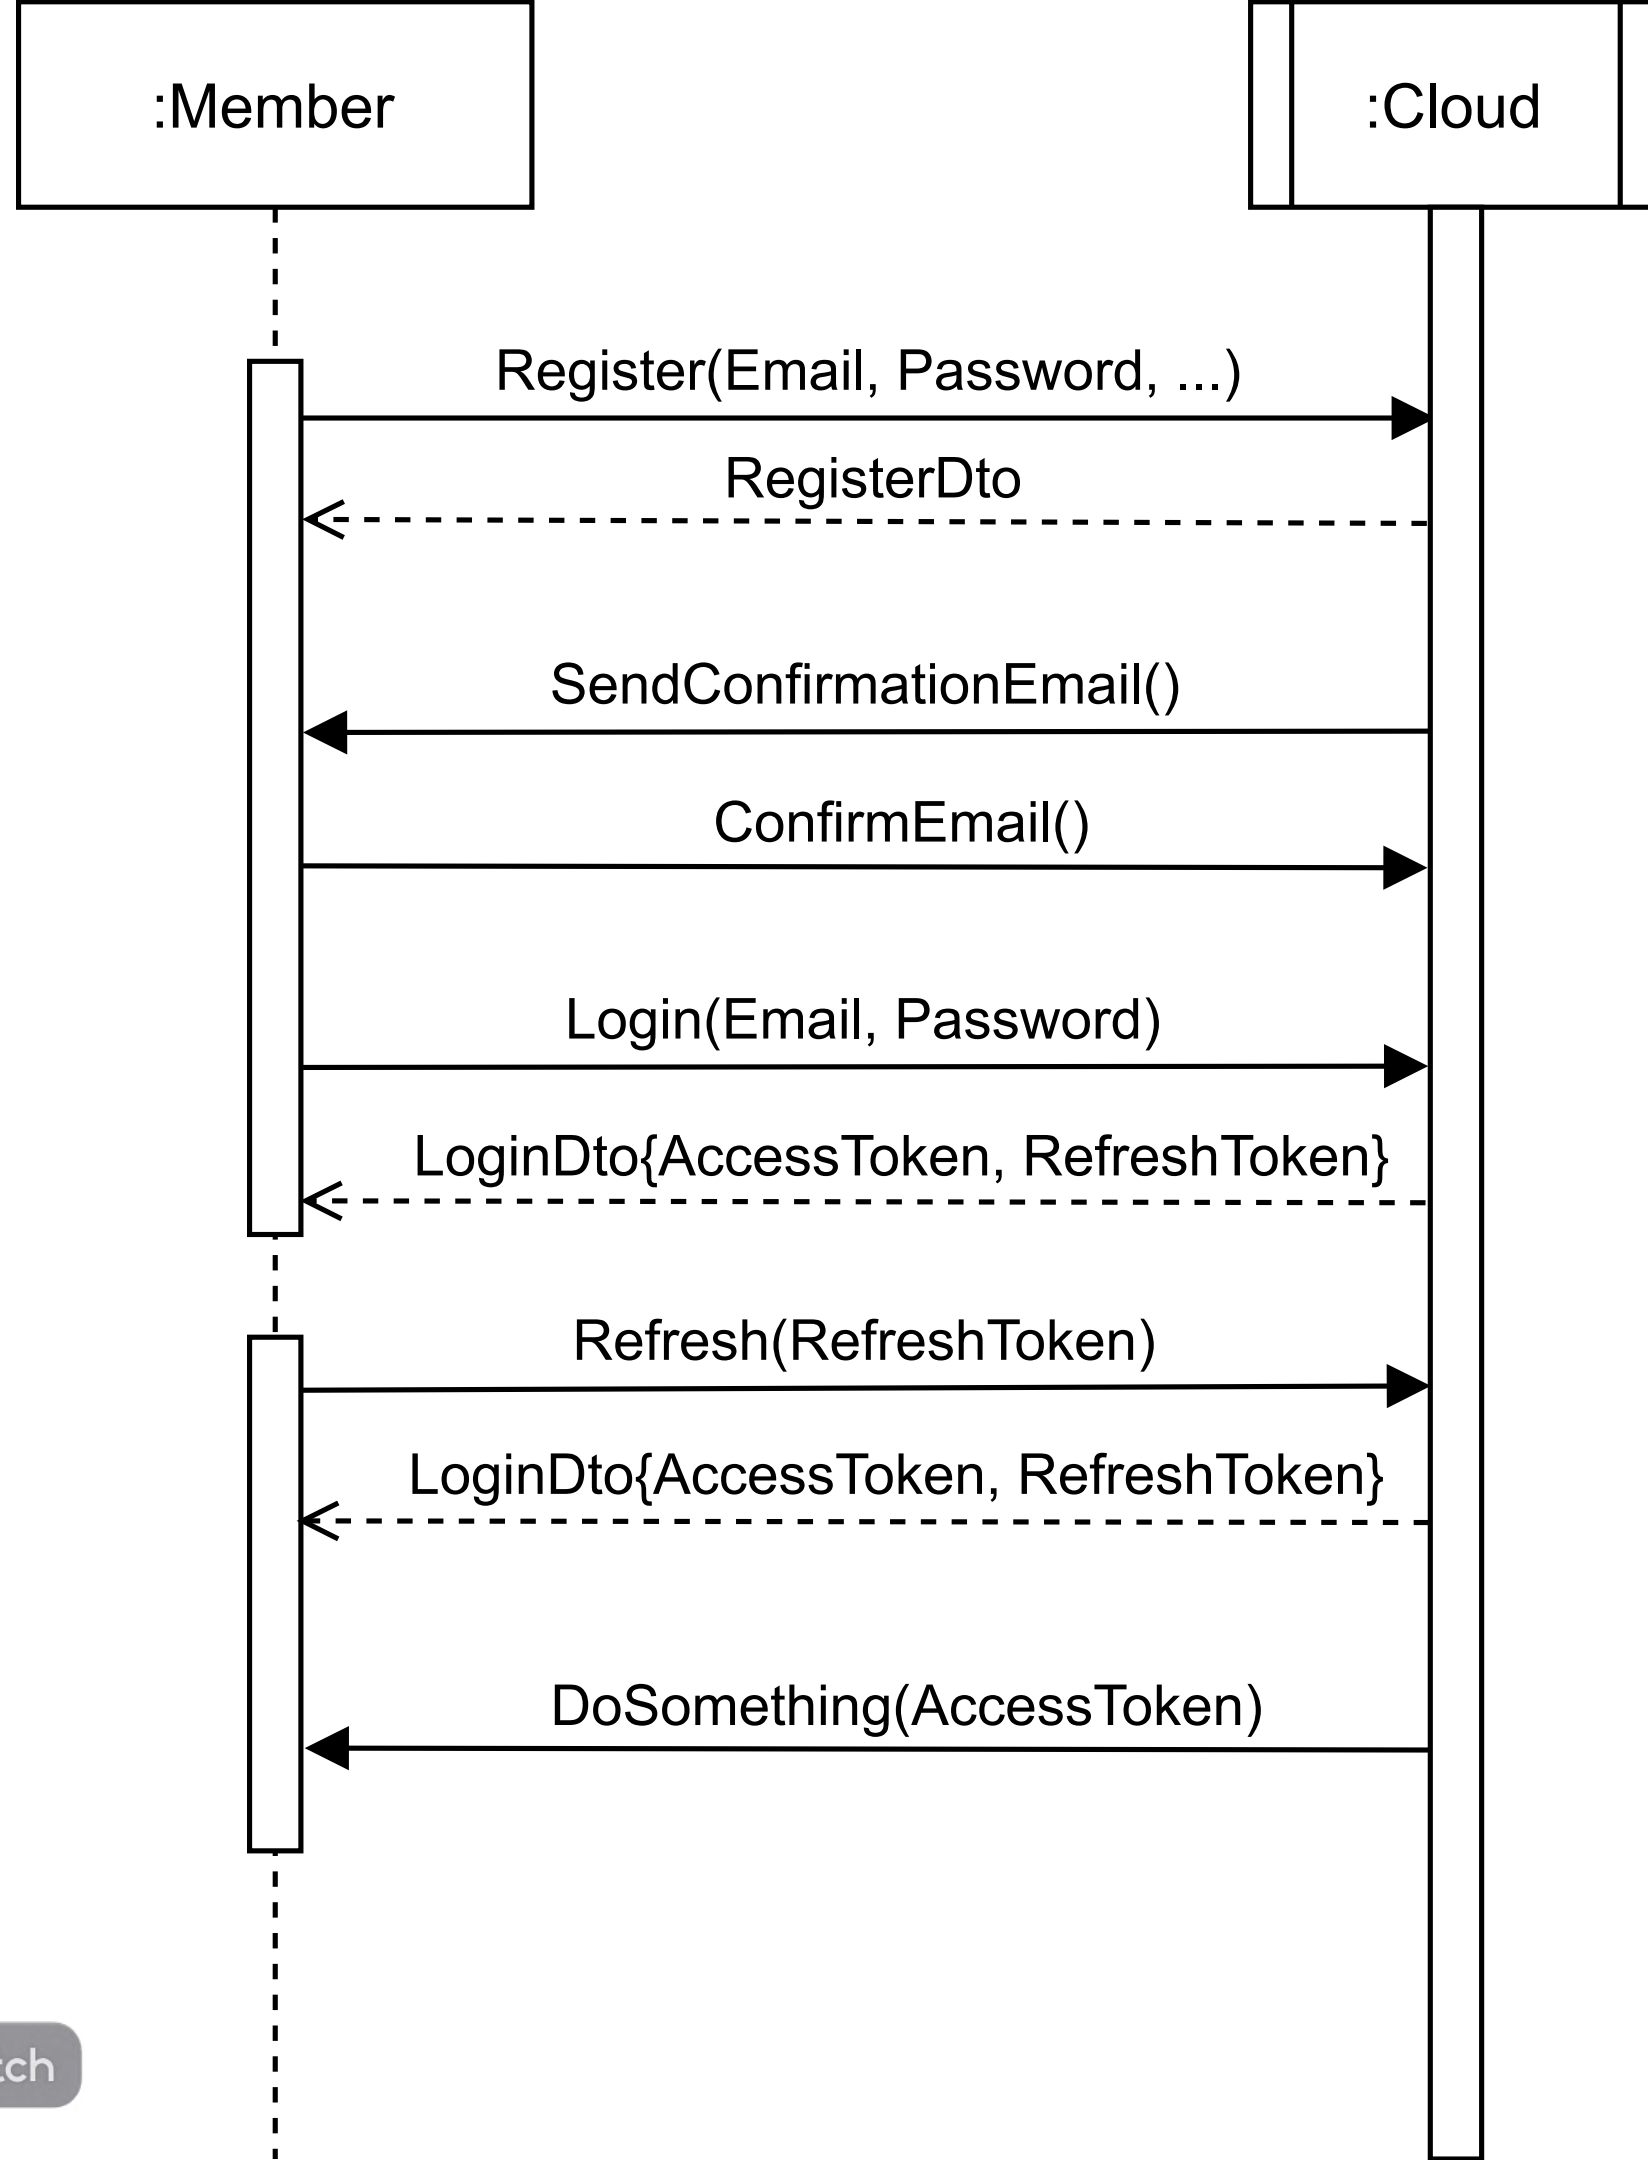 :Member
:Cloud
Register(Email, Password, ...)
RegisterDto
SendConfirmationEmail()
ConfirmEmail()
Login(Email, Password)
LoginDto{AccessToken, RefreshToken}
Refresh(RefreshToken)
LoginDto{AccessToken, RefreshToken}
DoSomething(AccessToken)